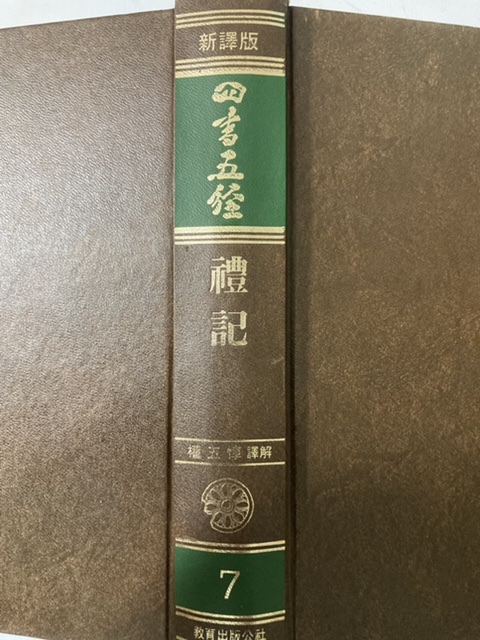 新譯版
四書五經
禮記
權五惇 譯解
7
教育出版公社